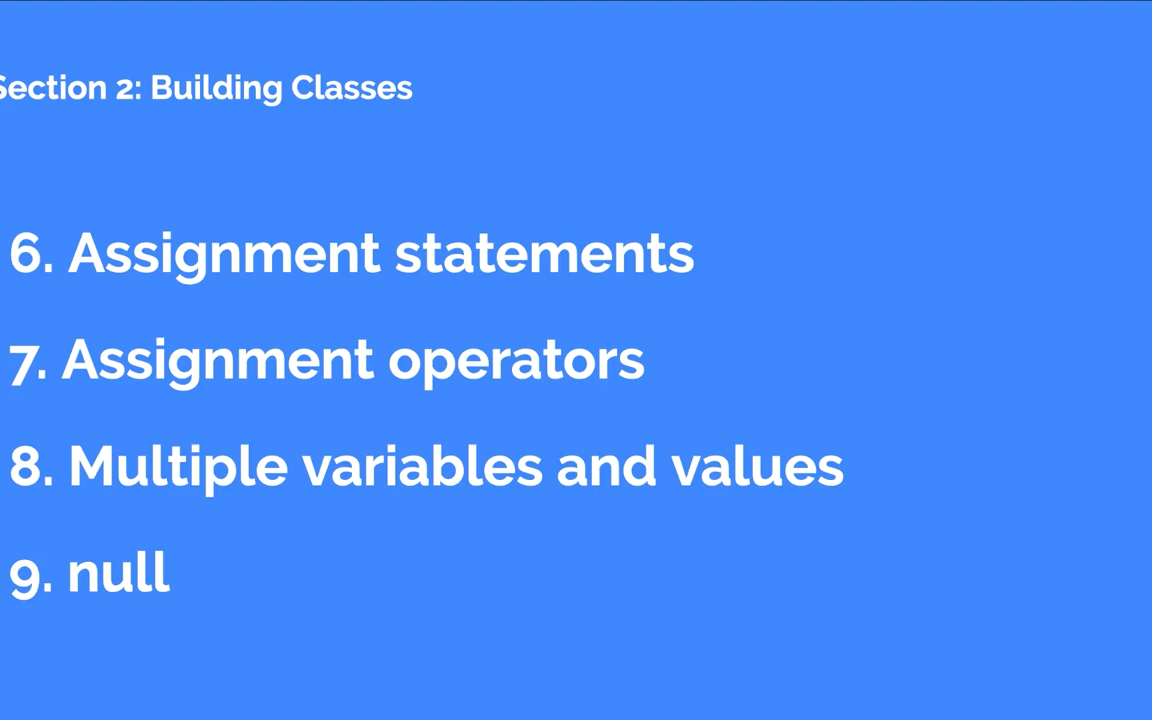 Section 2: Building Classes
6. Assignment statements
7. Assignment operators
8. Multiple variables and values
9. null